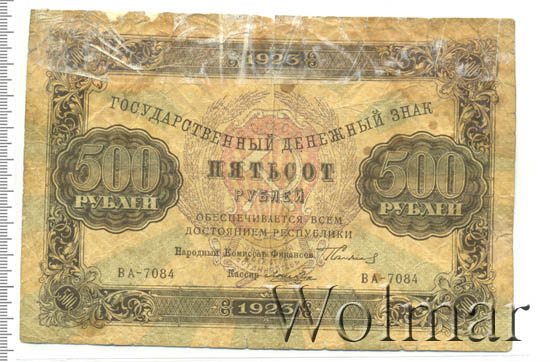 1923
ГОСУДАРСТВЕННЫЙ ДЕНЕЖНЫЙ ЗНАК
500
РУБЛЕЙ
ПЯТЬСОТ
РУБЛЕЙ
500
РУБЛЕЙ
ОБЕСПЕЧИВАЕТСЯ ВСЕМ
ДОСТОЯНИЕМ РЕСПУБЛИКИ
Народный Комиссар Финансов
ВА-7084
Кассир
ВА-7084
1923
Wolmar